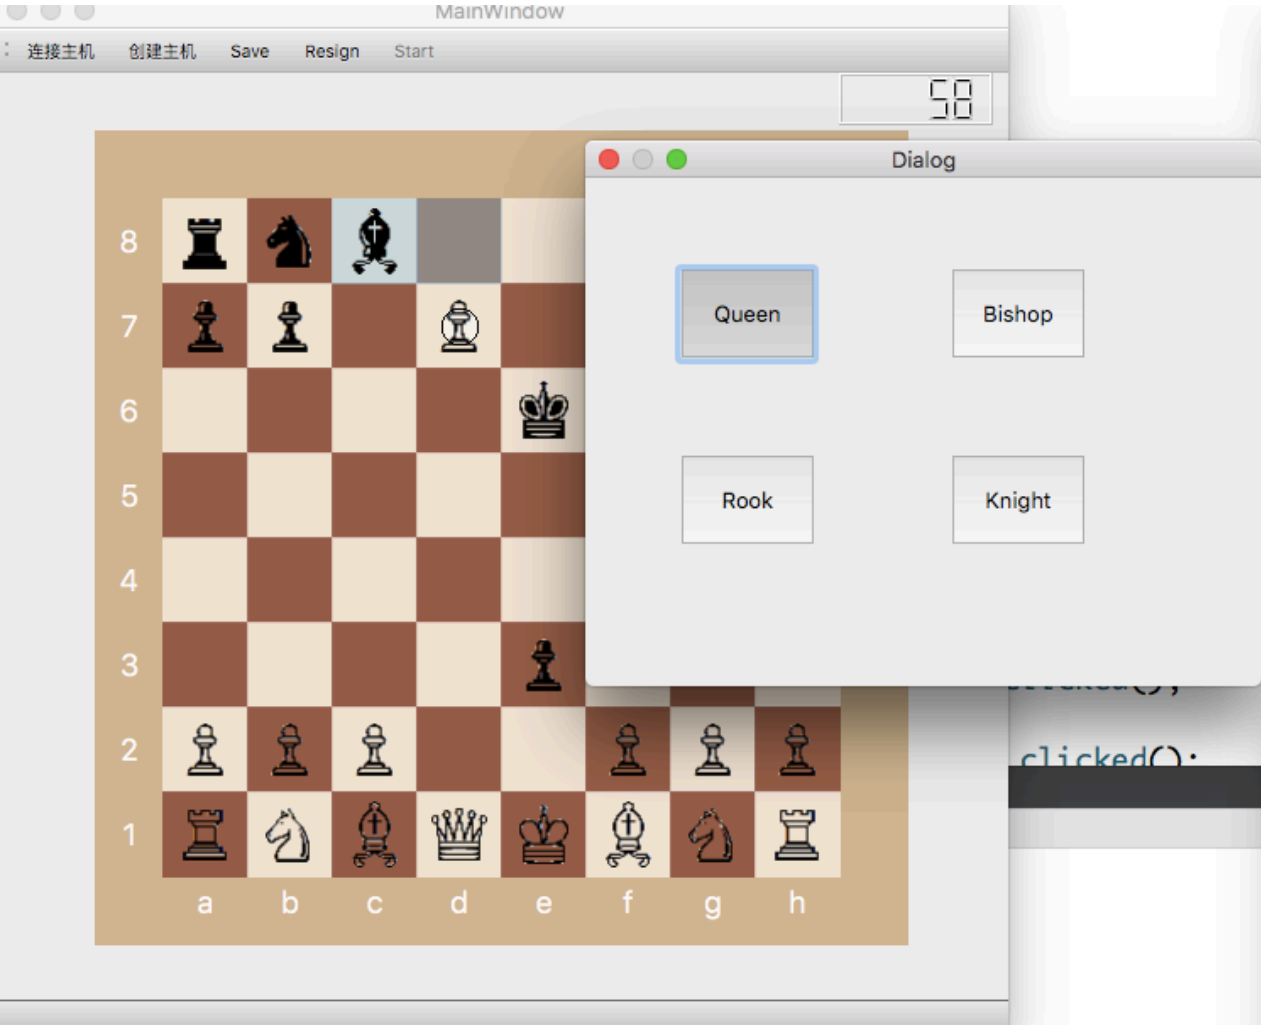 MainWindow
连接主机 创建主机 Save Resign Start
58
Dialog
Queen Bishop
Rook Knight
8
7
6
5
4
3
2
1
a b c d e f g h
clicked();
clicked();